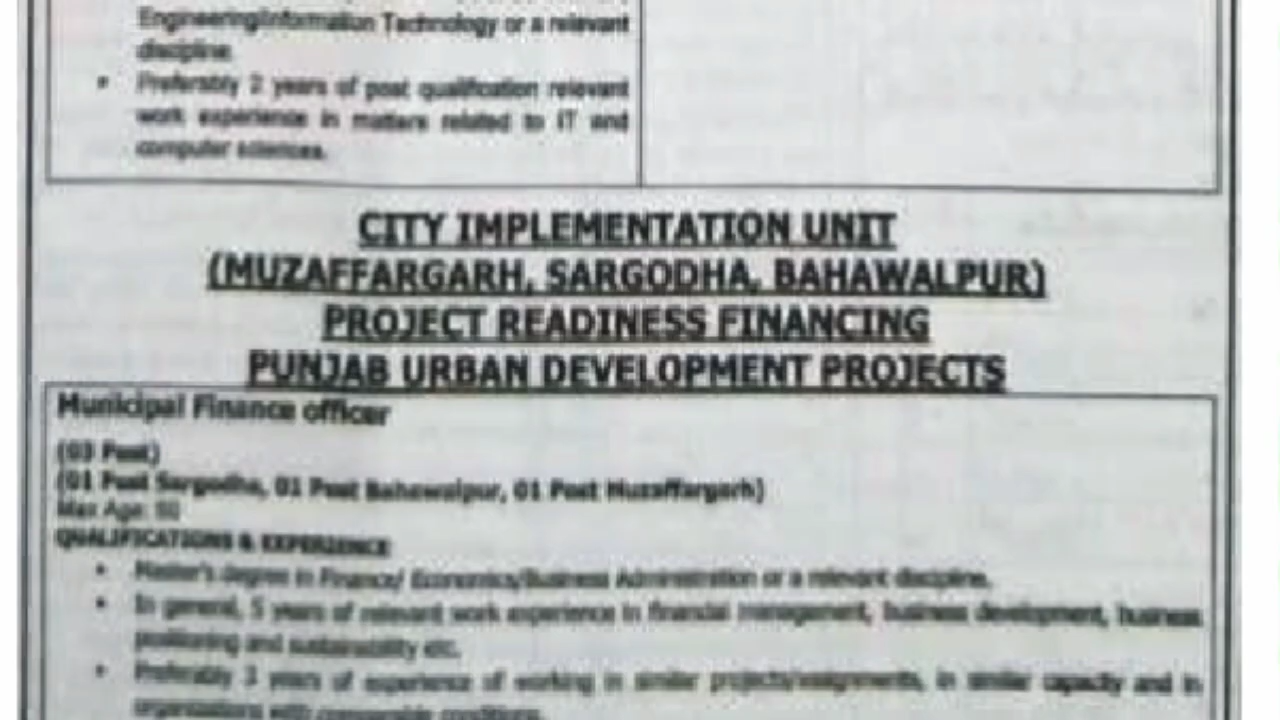 Engineering/Information Technology or a relevant
discipline.
• Preferably 2 years of post qualification relevant
work experience in matters related to IT and
computer sciences.
CITY IMPLEMENTATION UNIT
(MUZAFFARGARH, SARGODHA, BAHAWALPUR)
PROJECT READINESS FINANCING
PUNJAB URBAN DEVELOPMENT PROJECTS
Municipal Finance officer
(03 Post)
(01 Post Sargodha, 01 Post Bahawalpur, 01 Post Muzaffargarh)
Max Age: 50
QUALIFICATIONS & EXPERIENCE
• Master's degree in Finance/ Economics/Business Administration or a relevant discipline.
• In general, 5 years of relevant work experience in financial management, business development, business
positioning and sustainability etc.
• Preferably 3 years of experience of working in similar projects/assignments, in similar capacity and in
organizations with comparable conditions.